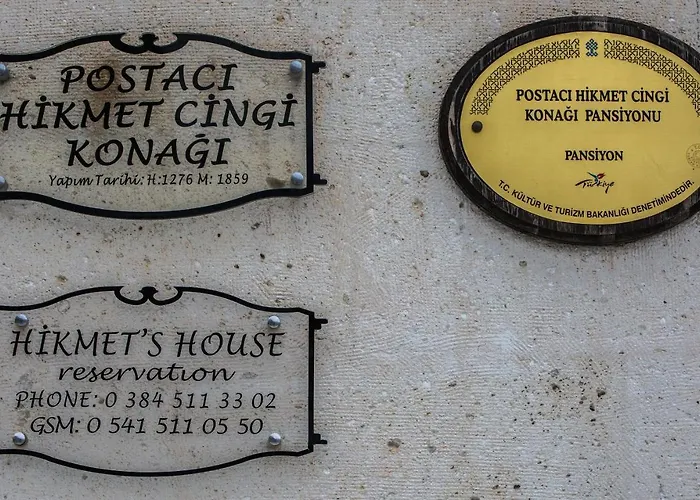 POSTACI
HİKMET CİNGİ
KONAĞI
Yapım Tarihi: H:1276 M: 1859
POSTACI HİKMET CİNGİ
KONAĞI PANSİYONU
PANSİYON
Türkiye
T.C. KÜLTÜR VE TURİZM BAKANLIĞI DENETİMİNDEDİR.
HİKMET'S HOUSE
reservatıon
PHONE: 0 384 511 33 02
GSM: 0 541 511 05 50